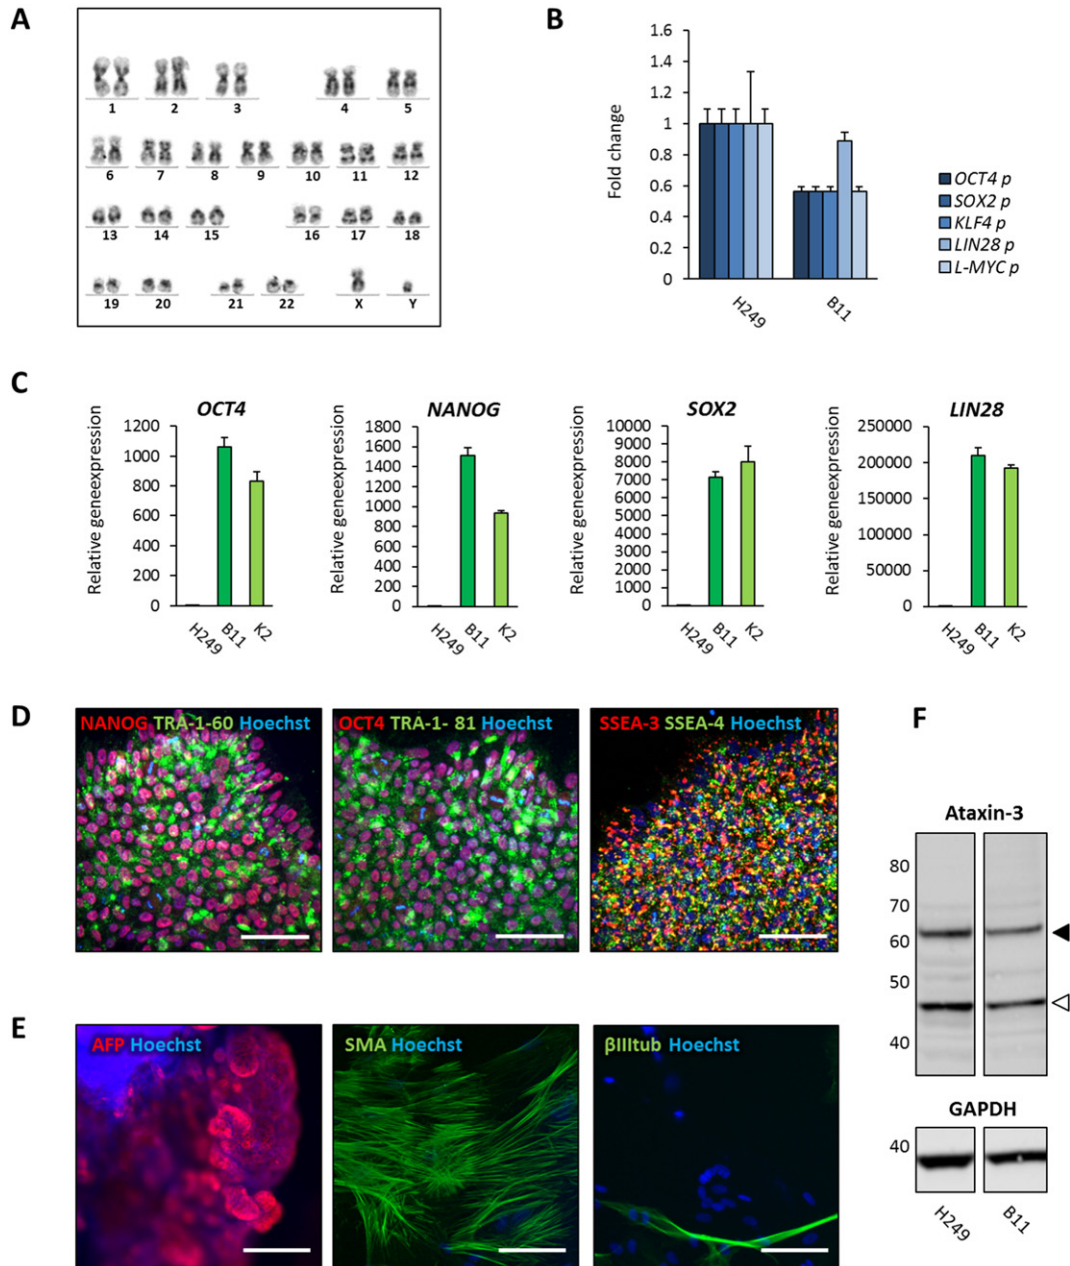 A
1 2 3 4 5
6 7 8 9 10 11 12
13 14 15 16 17 18
19 20 21 22 X Y
B
Fold change
1.6
1.4
1.2
1
0.8
0.6
0.4
0.2
0
H249 B11
OCT4 p
SOX2 p
KLF4 p
LIN28 p
L-MYC p
C
OCT4
Relative geneexpression
1200
1000
800
600
400
200
0
H249 B11 K2
NANOG
Relative geneexpression
1800
1600
1400
1200
1000
800
600
400
200
0
H249 B11 K2
SOX2
Relative geneexpression
10000
9000
8000
7000
6000
5000
4000
3000
2000
1000
0
H249 B11 K2
LIN28
Relative geneexpression
250000
200000
150000
100000
50000
0
H249 B11 K2
D
NANOG TRA-1-60 Hoechst
OCT4 TRA-1- 81 Hoechst
SSEA-3 SSEA-4 Hoechst
E
AFP Hoechst
SMA Hoechst
βIIItub Hoechst
F
Ataxin-3
80
70
60
50
40
GAPDH
40
H249 B11